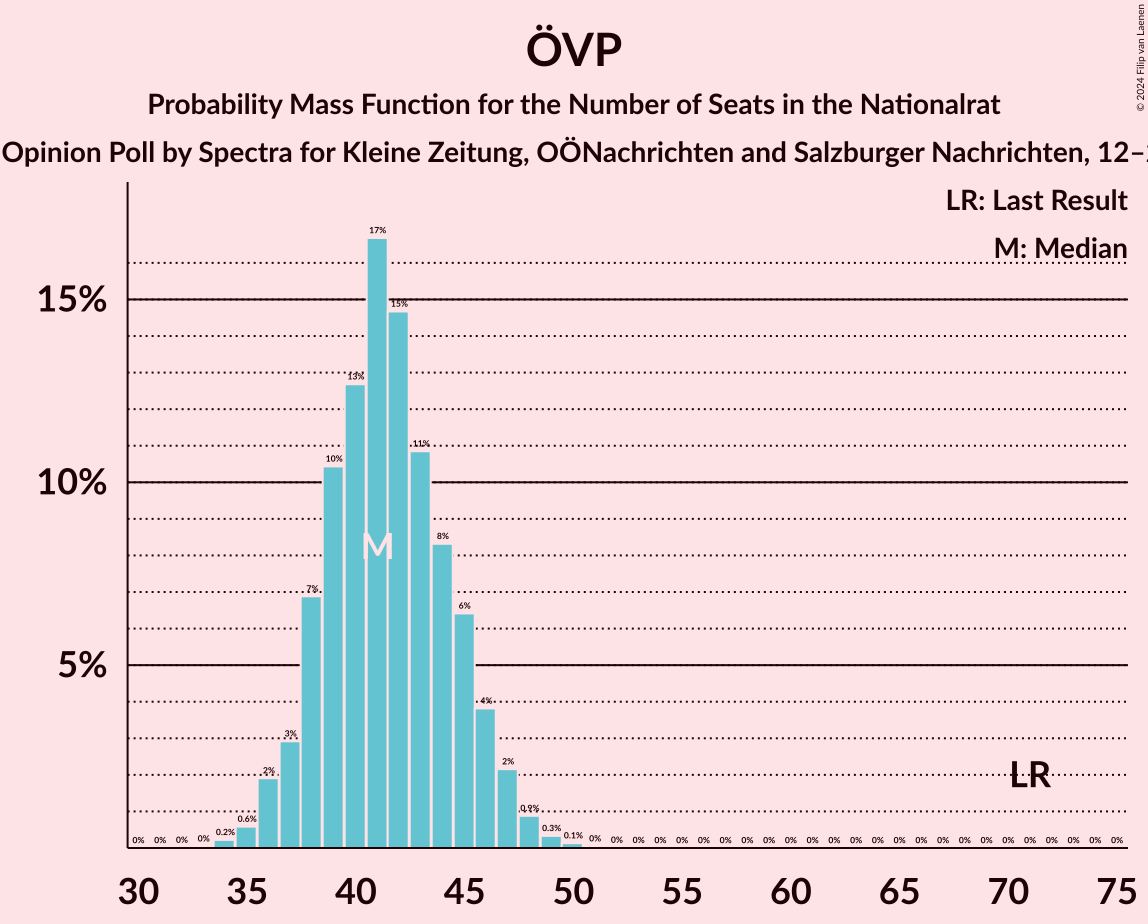 ÖVP
Probability Mass Function for the Number of Seats in the Nationalrat
Opinion Poll by Spectra for Kleine Zeitung, OÖNachrichten and Salzburger Nachrichten, 12–
© 2024 Filip van Laenen
LR: Last Result
M: Median
15%
10%
5%
0% 0% 0% 0% 0.2% 0.6% 2% 3% 7% 10% 13% 17% 15% 11% 8% 6% 4% 2% 0.9% 0.3% 0.1% 0% 0% 0% 0% 0% 0% 0% 0% 0% 0% 0% 0% 0% 0% 0% 0% 0% 0% 0% 0% 0% 0% 0% 0% 0%
M
LR
30 35 40 45 50 55 60 65 70 75